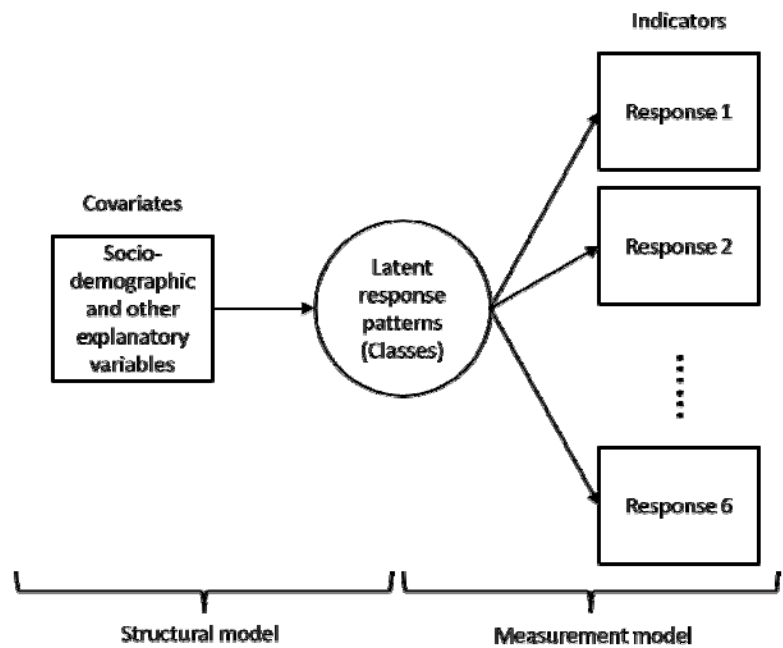 Indicators
Response 1
Covariates
Socio-
demographic
and other
explanatory
variables
Latent
response
patterns
(Classes)
Response 2
Response 6
Structural model
Measurement model